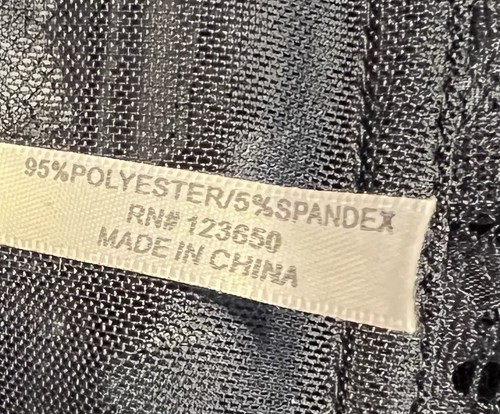 95%POLYESTER/5%SPANDEX
RN# 123650
MADE IN CHINA